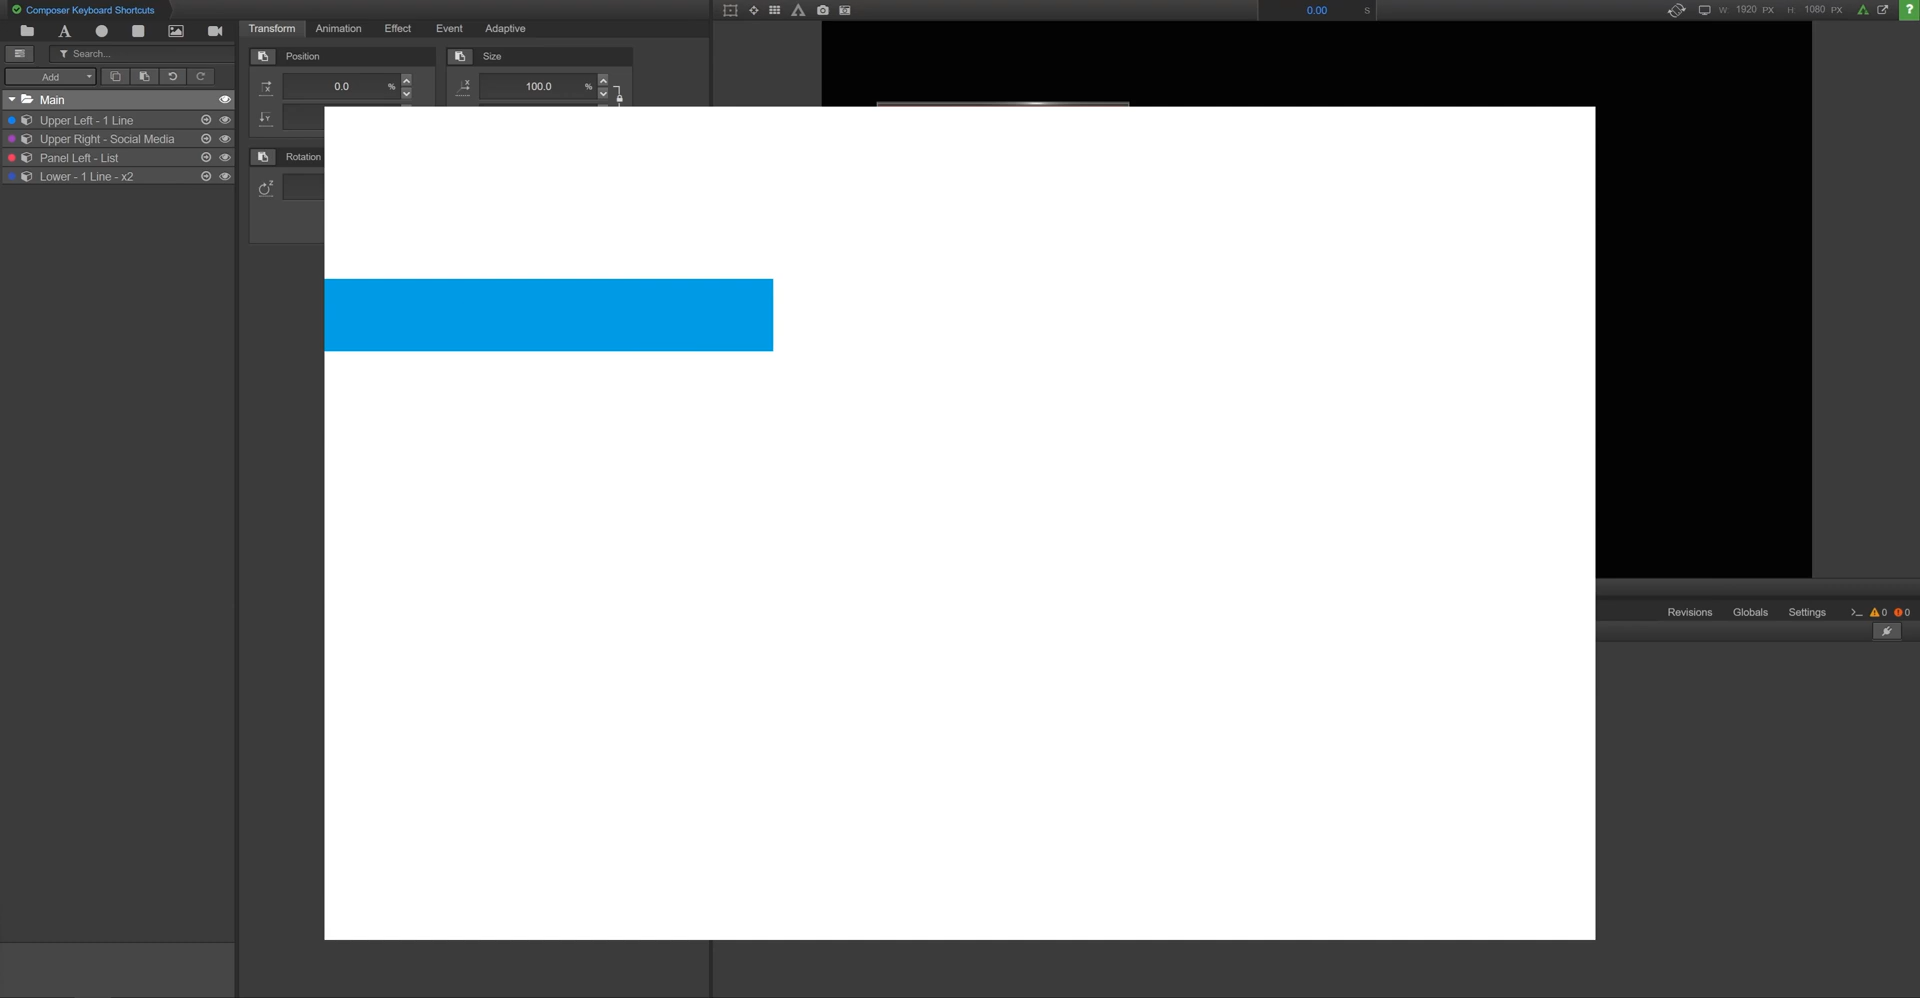 Composer Keyboard Shortcuts
0.00 S
W: 1920 PX H: 1080 PX
?
Transform Animation Effect Event Adaptive
Search...
Position Size
Add
0.0 %
100.0 %
Main
Upper Left - 1 Line
Upper Right - Social Media
Panel Left - List
Rotation
Lower - 1 Line - x2
Revisions Globals Settings 0 0